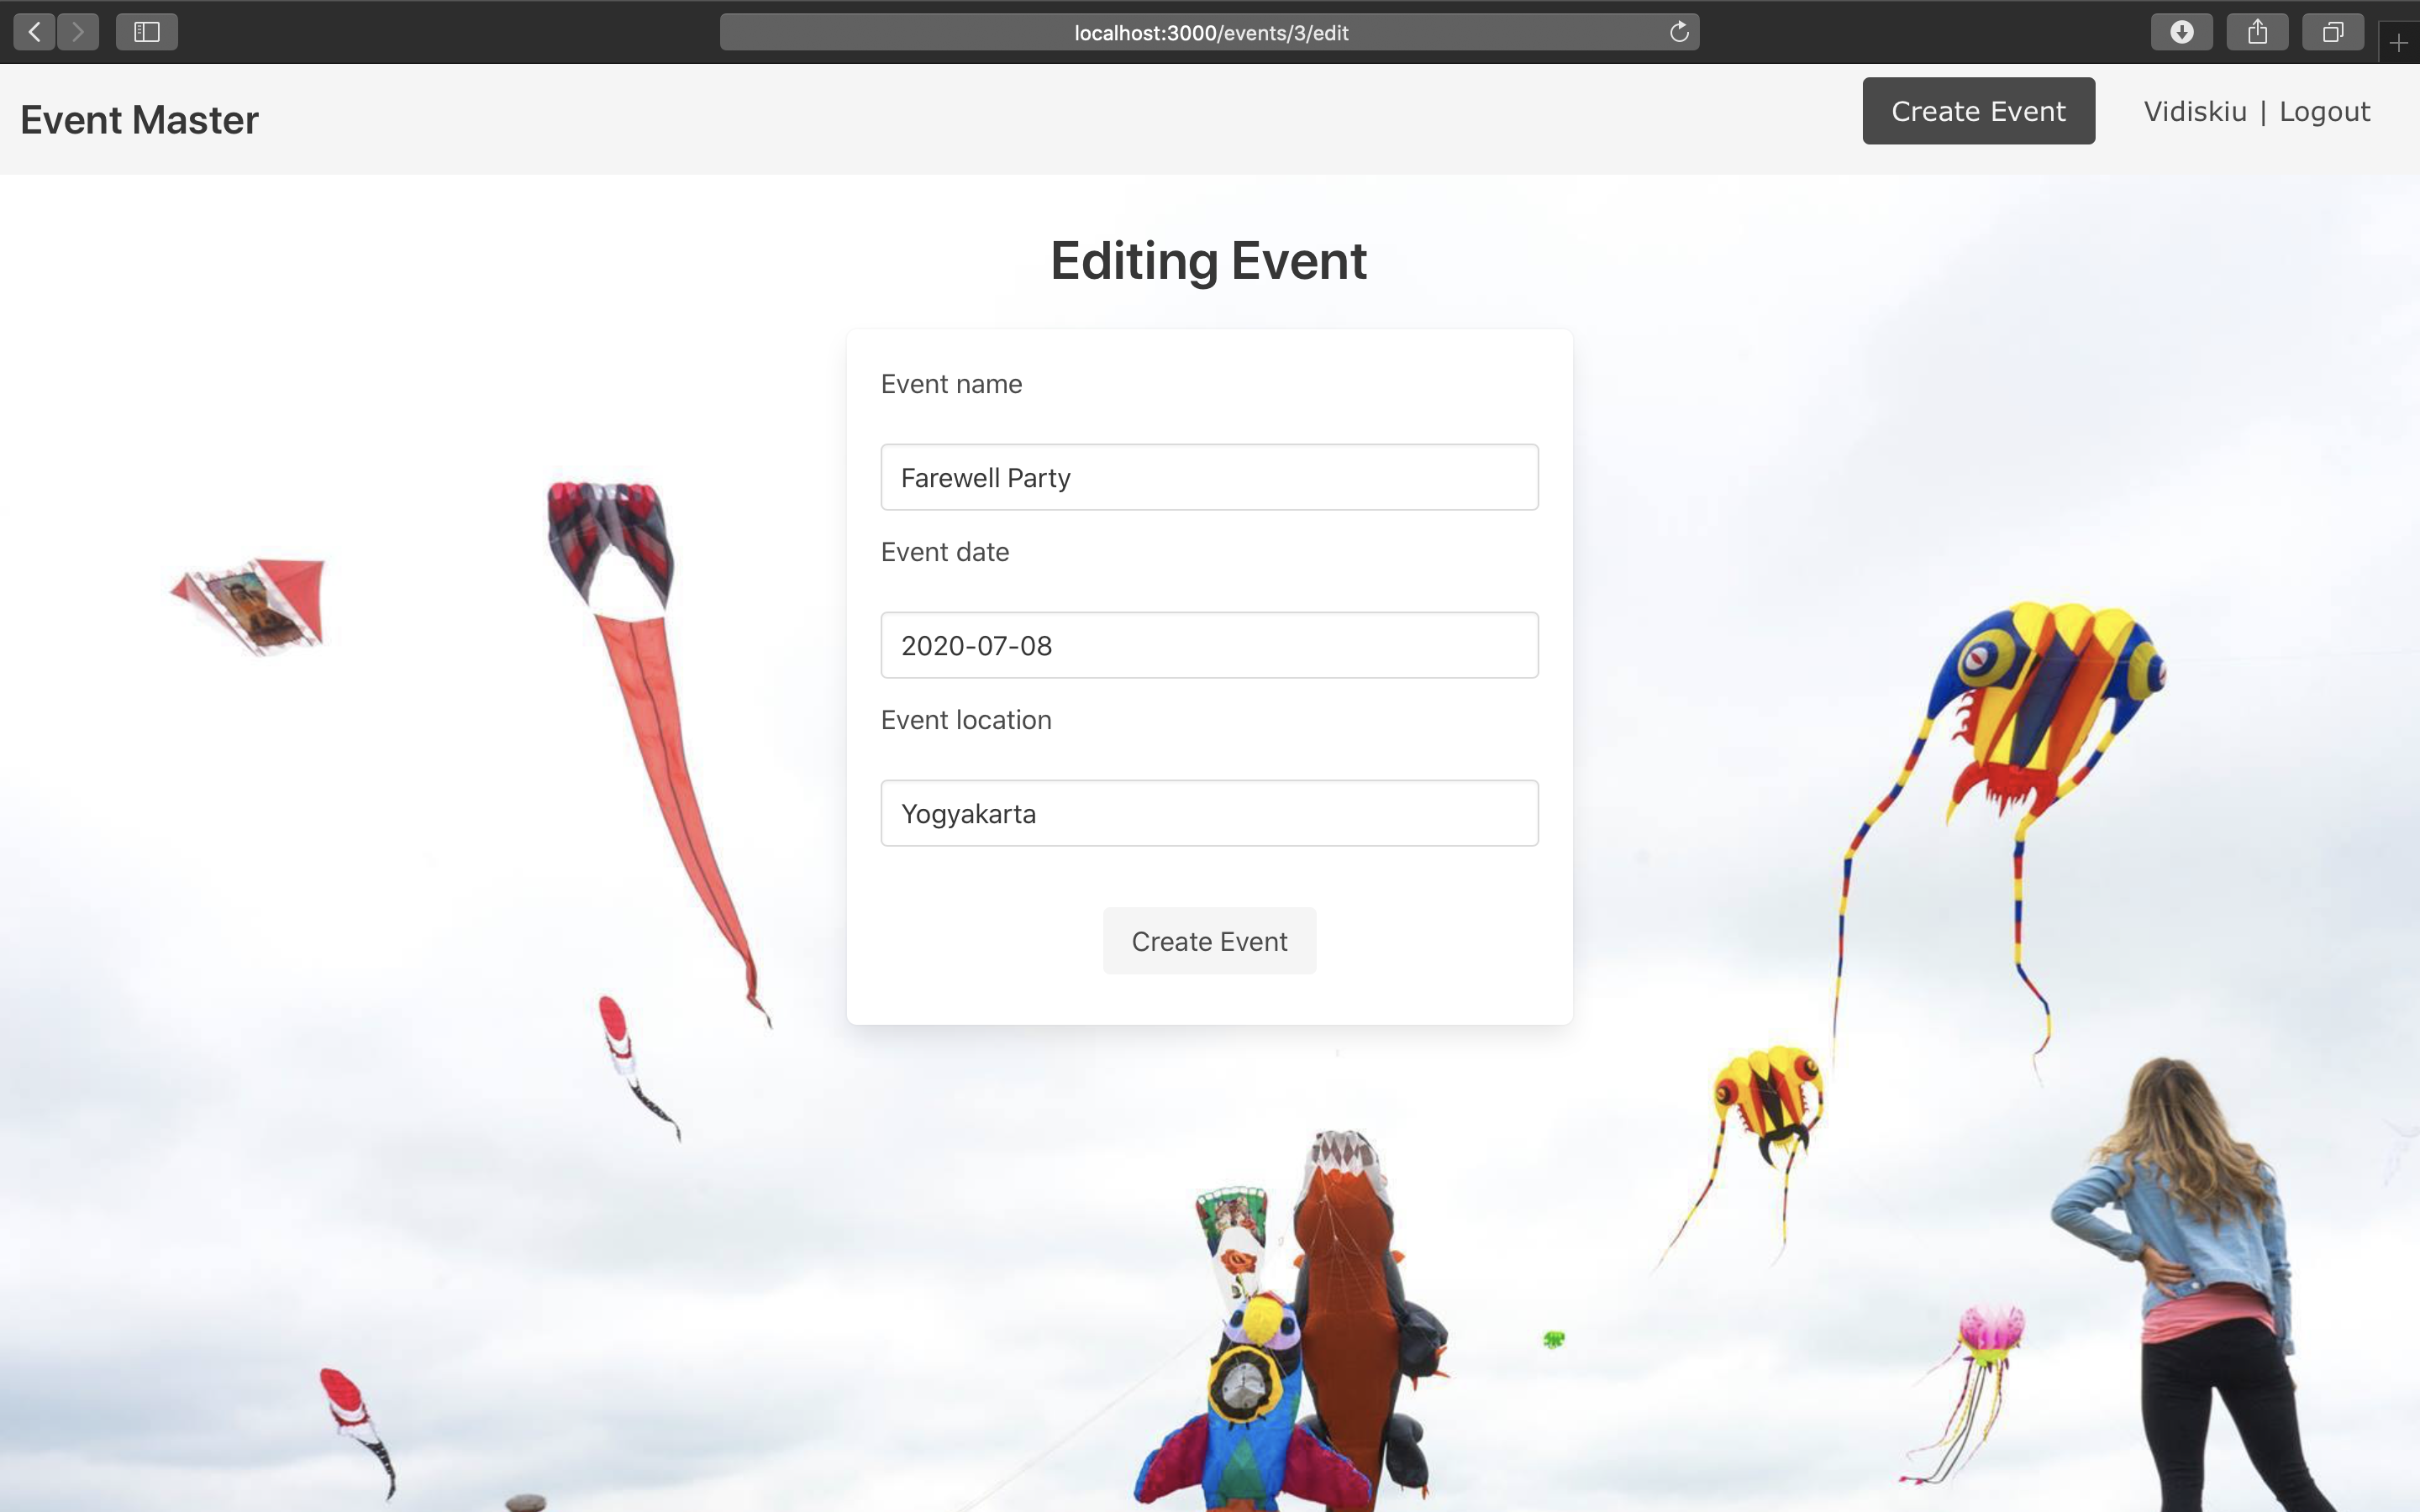 localhost:3000/events/3/edit
Event Master
Create Event
Vidiskiu | Logout
Editing Event
Event name
Farewell Party
Event date
2020-07-08
Event location
Yogyakarta
Create Event